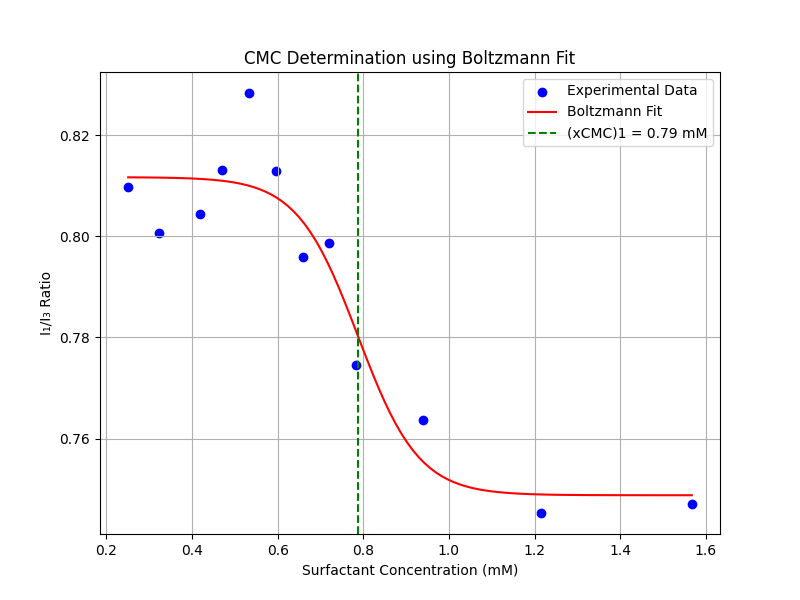 CMC Determination using Boltzmann Fit
Experimental Data
Boltzmann Fit
(xCMC)1 = 0.79 mM
I₁/I₃ Ratio
0.82
0.80
0.78
0.76
0.2 0.4 0.6 0.8 1.0 1.2 1.4 1.6
Surfactant Concentration (mM)